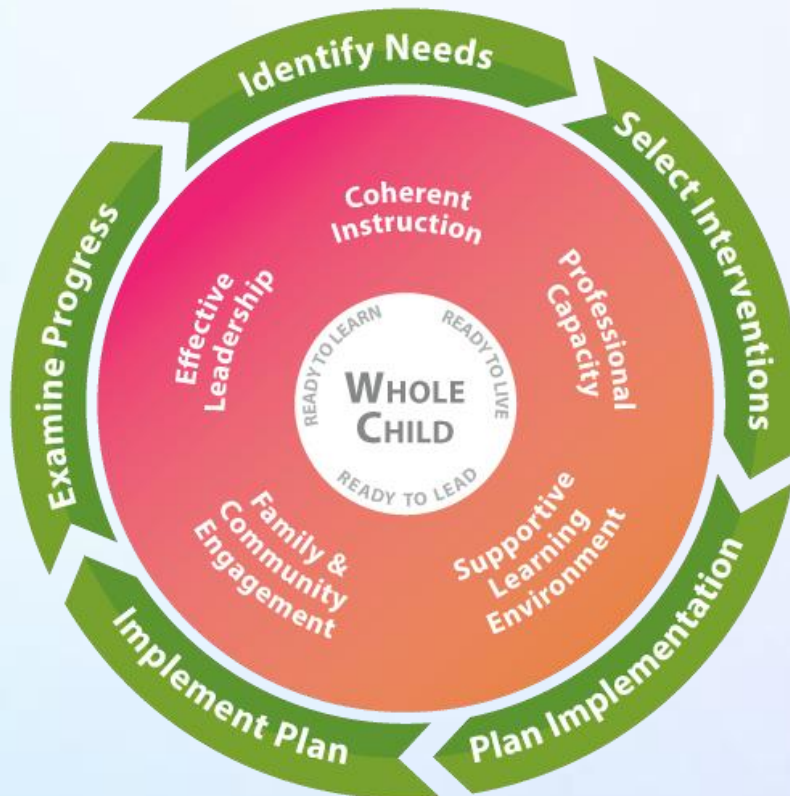 Identify Needs
Select Interventions
Plan Implementation
Implement Plan
Examine Progress
Coherent
Instruction
Professional
Capacity
Supportive
Learning
Environment
Family &
Community
Engagement
Effective
Leadership
READY TO LEARN
READY TO LIVE
WHOLE
CHILD
READY TO LEAD